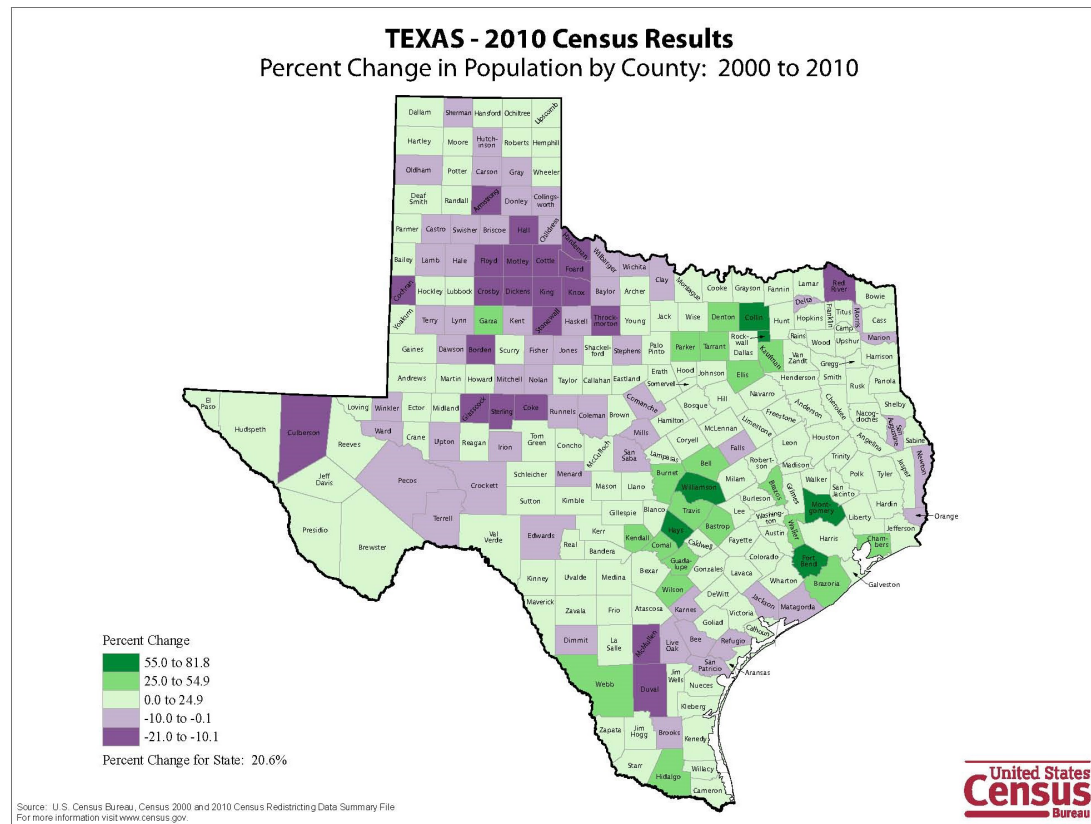 TEXAS - 2010 Census Results
Percent Change in Population by County: 2000 to 2010
Dallam
Sherman
Hansford
Ochiltree
Lipscomb
Hartley
Moore
Hutch-
inson
Roberts
Hemphill
Oldham
Potter
Carson
Gray
Wheeler
Deaf
Smith
Randall
Armstrong
Donley
Collings-
worth
Parmer
Castro
Swisher
Briscoe
Hall
Childress
Hardeman
Bailey
Lamb
Hale
Floyd
Motley
Cottle
Foard
Wilbarger
Wichita
Clay
Montague
Cooke
Grayson
Fannin
Lamar
Red
River
Bowie
Cochran
Hockley
Lubbock
Crosby
Dickens
King
Knox
Baylor
Archer
Jack
Wise
Denton
Collin
Hunt
Delta
Hopkins
Franklin
Titus
Camp
Morris
Cass
Marion
Yoakum
Terry
Lynn
Garza
Kent
Stonewall
Haskell
Throck-
morton
Young
Palo
Pinto
Parker
Tarrant
Rock-
wall
Dallas
Kaufman
Rains
Wood
Upshur
Van
Zandt
Gregg
Harrison
Gaines
Dawson
Borden
Scurry
Fisher
Jones
Shackel-
ford
Stephens
Erath
Hood
Somervell
Johnson
Ellis
Henderson
Smith
Rusk
Panola
Andrews
Martin
Howard
Mitchell
Nolan
Taylor
Callahan
Eastland
Comanche
Bosque
Hill
Navarro
Anderson
Cherokee
Nacog-
doches
Shelby
El
Paso
Hudspeth
Culberson
Loving
Winkler
Ector
Midland
Glasscock
Sterling
Coke
Runnels
Coleman
Brown
Hamilton
McLennan
Limestone
Freestone
Leon
Houston
Angelina
San
Augustine
Sabine
Reeves
Ward
Crane
Upton
Reagan
Irion
Tom
Green
Concho
McCulloch
Mills
San
Saba
Lampasas
Coryell
Bell
Falls
Robert-
son
Madison
Trinity
Polk
Tyler
Jasper
Newton
Jeff
Davis
Pecos
Crockett
Schleicher
Menard
Mason
Llano
Burnet
Williamson
Milam
Brazos
Grimes
Walker
San
Jacinto
Hardin
Orange
Presidio
Brewster
Terrell
Sutton
Kimble
Gillespie
Blanco
Travis
Lee
Burleson
Washing-
ton
Mont-
gomery
Liberty
Jefferson
Val
Verde
Edwards
Real
Kerr
Bandera
Kendall
Hays
Comal
Caldwell
Bastrop
Fayette
Austin
Waller
Harris
Cham-
bers
Galveston
Kinney
Uvalde
Medina
Bexar
Guada-
lupe
Gonzales
Lavaca
Colorado
Fort
Bend
Wharton
Brazoria
Maverick
Zavala
Frio
Atascosa
Wilson
Karnes
DeWitt
Victoria
Jackson
Matagorda
Goliad
Calhoun
Dimmit
La
Salle
McMullen
Live
Oak
Bee
Refugio
San
Patricio
Aransas
Webb
Duval
Jim
Wells
Nueces
Kleberg
Zapata
Jim
Hogg
Brooks
Kenedy
Starr
Hidalgo
Willacy
Cameron
Percent Change
55.0 to 81.8
25.0 to 54.9
0.0 to 24.9
-10.0 to -0.1
-21.0 to -10.1
Percent Change for State: 20.6%
Source: U.S. Census Bureau, Census 2000 and 2010 Census Redistricting Data Summary File
For more information visit www.census.gov.
United States
Census
Bureau